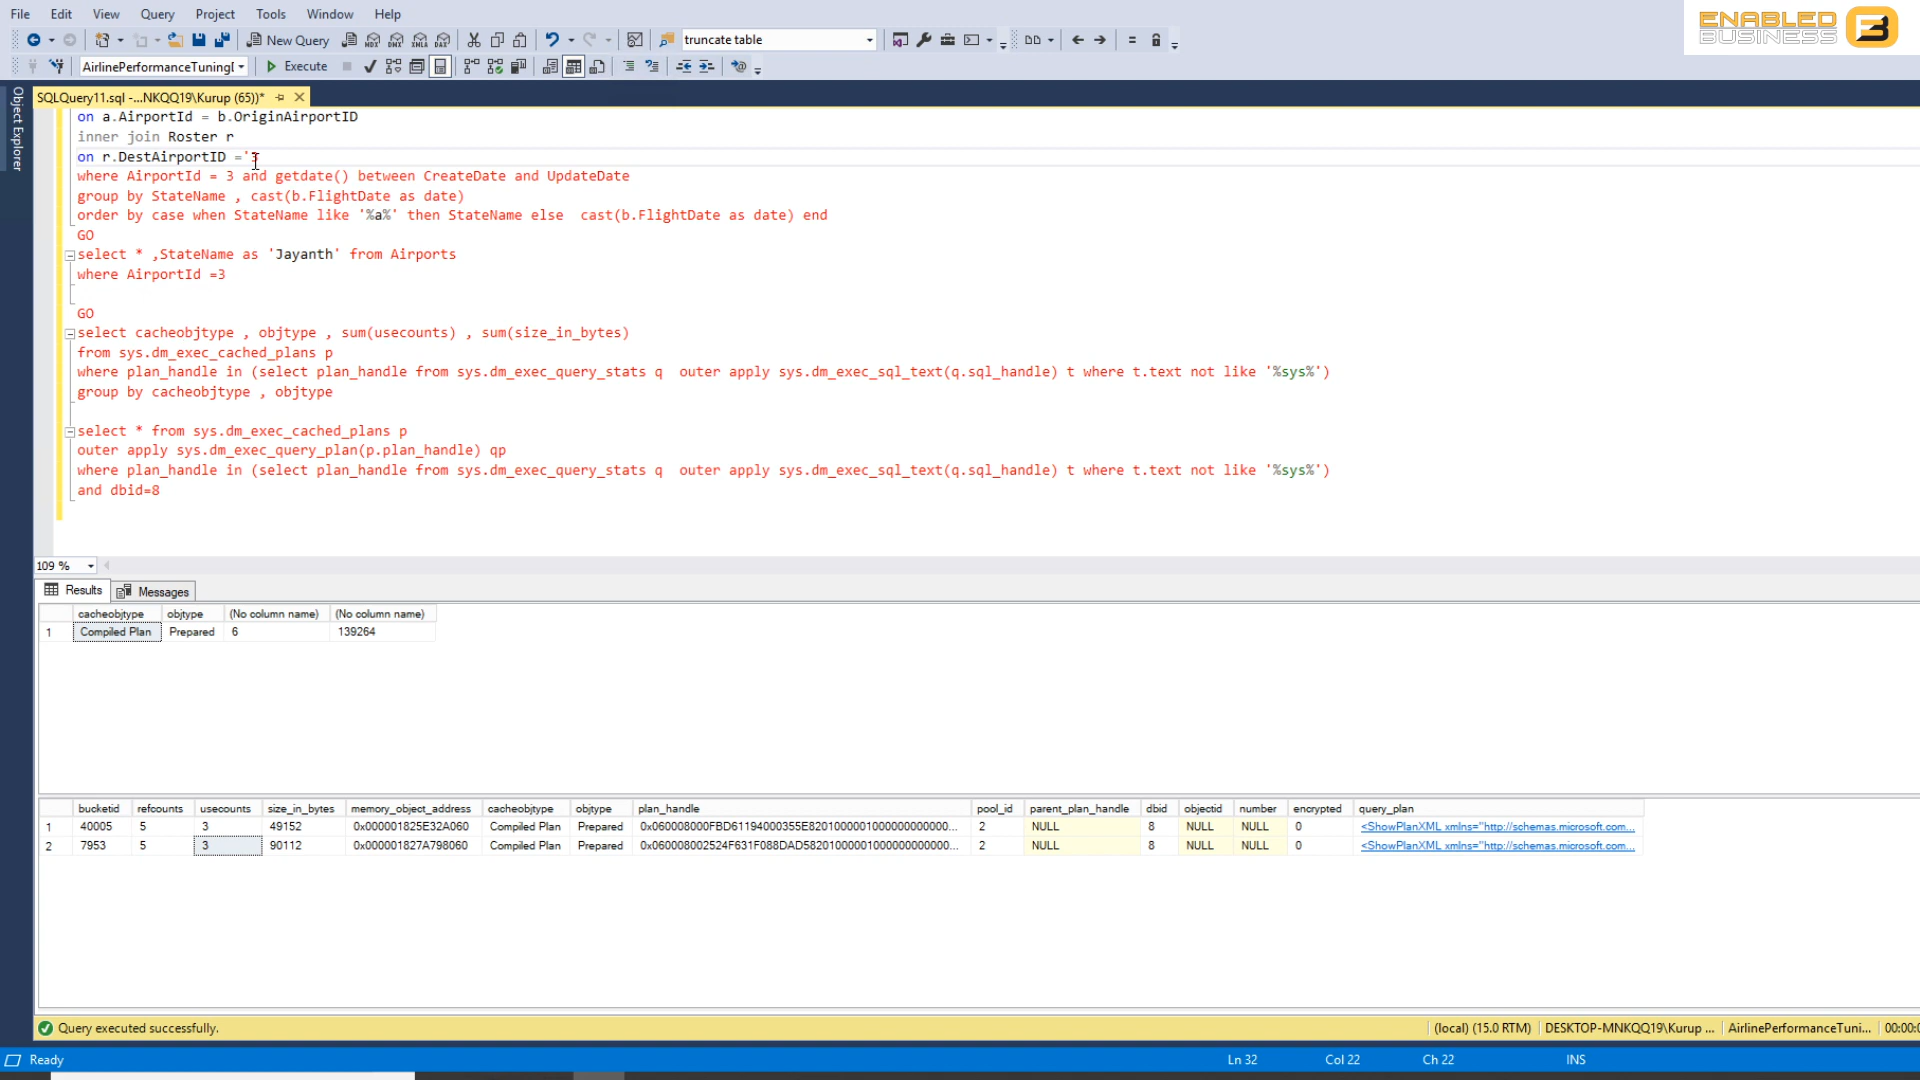 File Edit View Query Project Tools Window Help
ENABLED
BUSINESS
New Query
MDX DMX XMLA DAX
truncate table
AirlinePerformanceTuningD
Execute
Object Explorer
SQLQuery11.sql -...NKQQ19\Kurup (65))*
on a.AirportId = b.OriginAirportID
inner join Roster r
on r.DestAirportID ='3
where AirportId = 3 and getdate() between CreateDate and UpdateDate
group by StateName , cast(b.FlightDate as date)
order by case when StateName like '%a%' then StateName else  cast(b.FlightDate as date) end
GO
select * ,StateName as 'Jayanth' from Airports
where AirportId =3
GO
select cacheobjtype , objtype , sum(usecounts) , sum(size_in_bytes)
from sys.dm_exec_cached_plans p
where plan_handle in (select plan_handle from sys.dm_exec_query_stats q  outer apply sys.dm_exec_sql_text(q.sql_handle) t where t.text not like '%sys%')
group by cacheobjtype , objtype
select * from sys.dm_exec_cached_plans p
outer apply sys.dm_exec_query_plan(p.plan_handle) qp
where plan_handle in (select plan_handle from sys.dm_exec_query_stats q  outer apply sys.dm_exec_sql_text(q.sql_handle) t where t.text not like '%sys%')
and dbid=8
109 %
Results Messages
cacheobjtype objtype (No column name) (No column name)
1 Compiled Plan Prepared 6 139264
bucketid refcounts usecounts size_in_bytes memory_object_address cacheobjtype objtype plan_handle pool_id parent_plan_handle dbid objectid number encrypted query_plan
1 40005 5 3 49152 0x000001825E32A060 Compiled Plan Prepared 2 NULL 8 NULL NULL 0 <ShowPlanXML xmlns="http://schemas.microsoft.com...
2 7953 5 3 90112 0x000001827A798060 Compiled Plan Prepared 2 NULL 8 NULL NULL 0 <ShowPlanXML xmlns="http://schemas.microsoft.com...
Query executed successfully.
(local) (15.0 RTM) DESKTOP-MNKQQ19\Kurup ... AirlinePerformanceTuni...
Ready
Ln 32 Col 22 Ch 22 INS